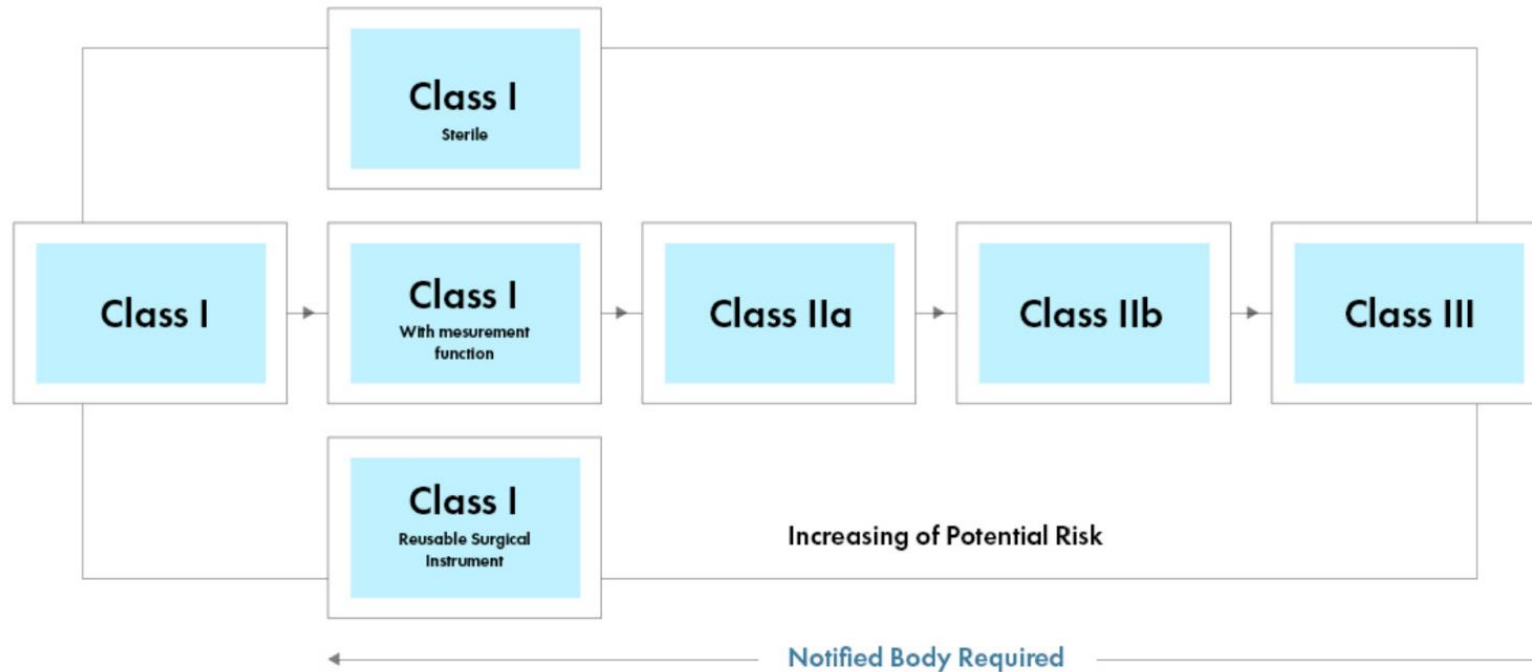 Class I
Sterile
Class I
Class I
With mesurement
function
Class IIa
Class IIb
Class III
Class I
Reusable Surgical
Instrument
Increasing of Potential Risk
Notified Body Required